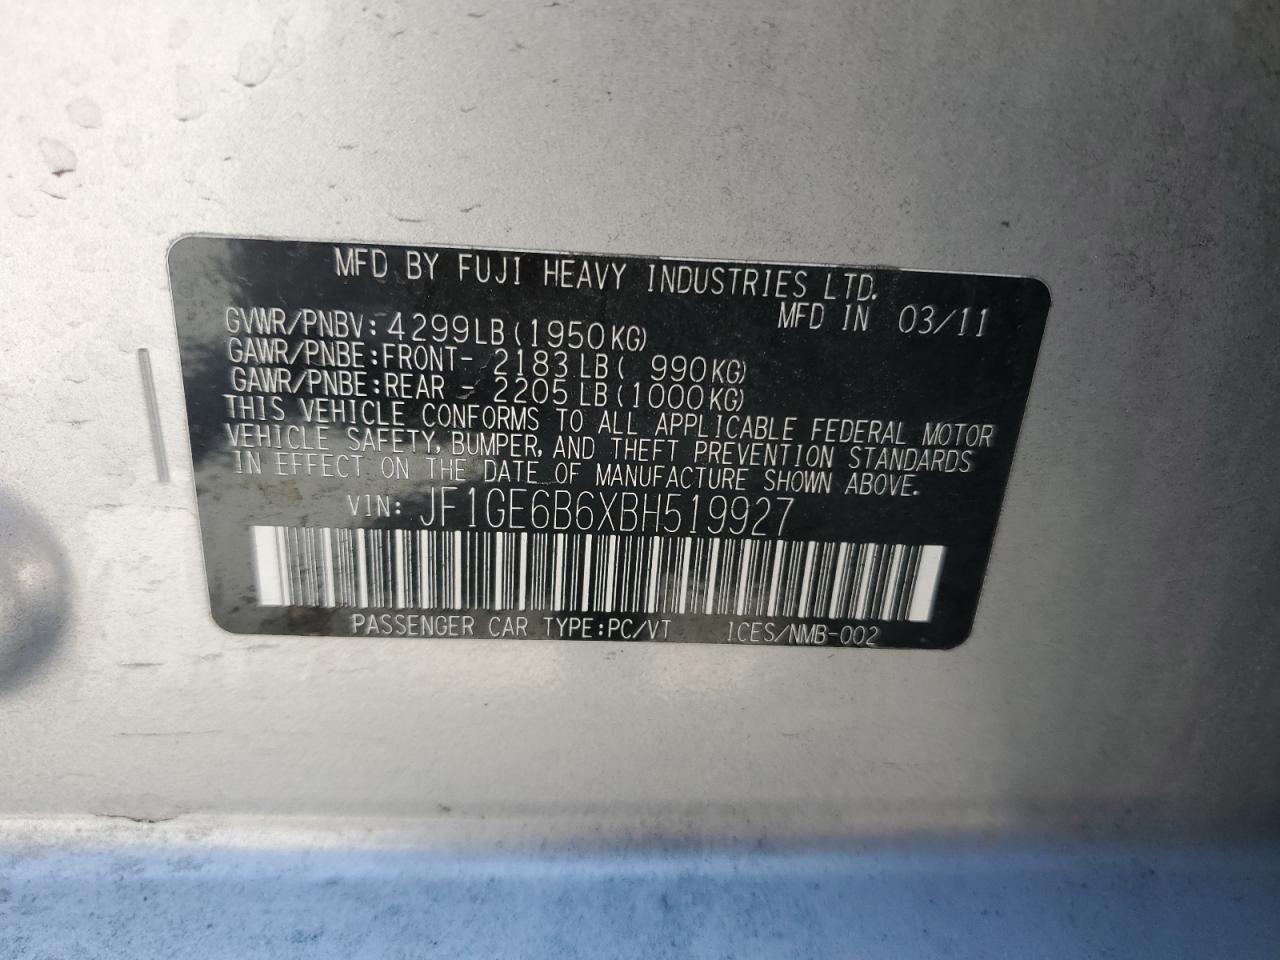 MFD BY FUJI HEAVY INDUSTRIES LTD.
MFD IN 03/11
GVWR/PNBV: 4299LB (1950KG)
GAWR/PNBE:FRONT- 2183LB( 990KG)
GAWR/PNBE:REAR - 2205LB(1000KG)
THIS VEHICLE CONFORMS TO ALL APPLICABLE FEDERAL MOTOR
VEHICLE SAFETY, BUMPER, AND THEFT PREVENTION STANDARDS
IN EFFECT ON THE DATE OF MANUFACTURE SHOWN ABOVE.
VIN: JF1GE6B6XBH519927
PASSENGER CAR TYPE:PC/VT ICES/NMB-002